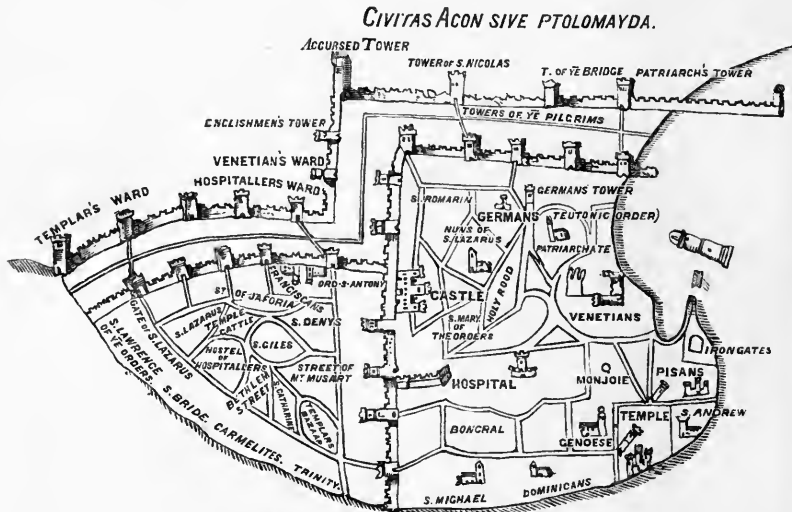 CIVITAS ACON SIVE PTOLOMAYDA.
ACCURSED TOWER
TOWER OF S. NICOLAS
T. OF YE BRIDGE
PATRIARCH'S TOWER
TOWERS OF YE PILGRIMS
ENGLISHMEN'S TOWER
VENETIAN'S WARD
HOSPITALLERS WARD
TEMPLAR'S WARD
S. ROMARIN
GERMANS TOWER
GERMANS
(TEUTONIC ORDER)
NUNS OF
S. LAZARUS
PATRIARCHATE
ORD. S. ANTONY
CASTLE
HOLY ROOD
VENETIANS
S. MARY
OF
THE ORDERS
FRANCISCANS
ST. OF JAFORIA
GATE OF S. LAZARUS
S. LAZARUS
TEMPLE
CATTLE
S. DENYS
S. GILES
HOSTEL
OF
HOSPITALLERS
STREET OF
MT MUSART
BETHLEM
STREET
S. CATHARINE
TEMPLARS
BAZAAR
S. LAWRENCE
OF YE ORDERS.
S. BRIDE.
CARMELITES.
TRINITY.
IRON GATES
HOSPITAL
MONJOIE
PISANS
TEMPLE
S. ANDREW
BONCRAL
GENOESE
S. MICHAEL
DOMINICANS